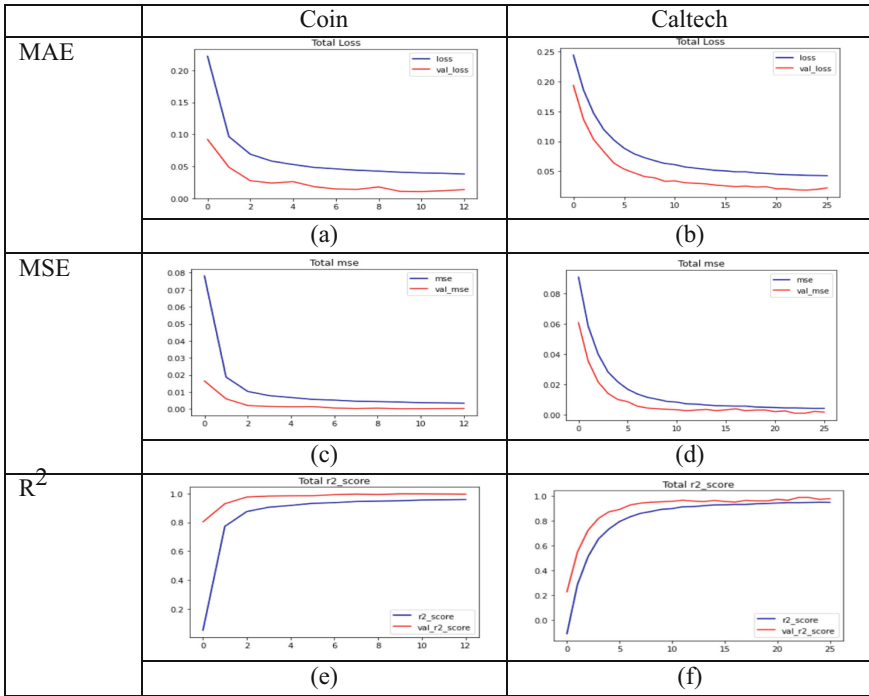 Coin Caltech
MAE
Total Loss
loss
val_loss
0.20
0.15
0.10
0.05
0.00
0 2 4 6 8 10 12
Total Loss
loss
val_loss
0.25
0.20
0.15
0.10
0.05
0 5 10 15 20 25
(a) (b)
MSE
Total mse
mse
val_mse
0.08
0.07
0.06
0.05
0.04
0.03
0.02
0.01
0.00
0 2 4 6 8 10 12
Total mse
mse
val_mse
0.08
0.06
0.04
0.02
0.00
0 5 10 15 20 25
(c) (d)
R²
Total r2_score
1.0
0.8
0.6
0.4
0.2
r2_score
val_r2_score
0 2 4 6 8 10 12
Total r2_score
1.0
0.8
0.6
0.4
0.2
0.0
r2_score
val_r2_score
0 5 10 15 20 25
(e) (f)